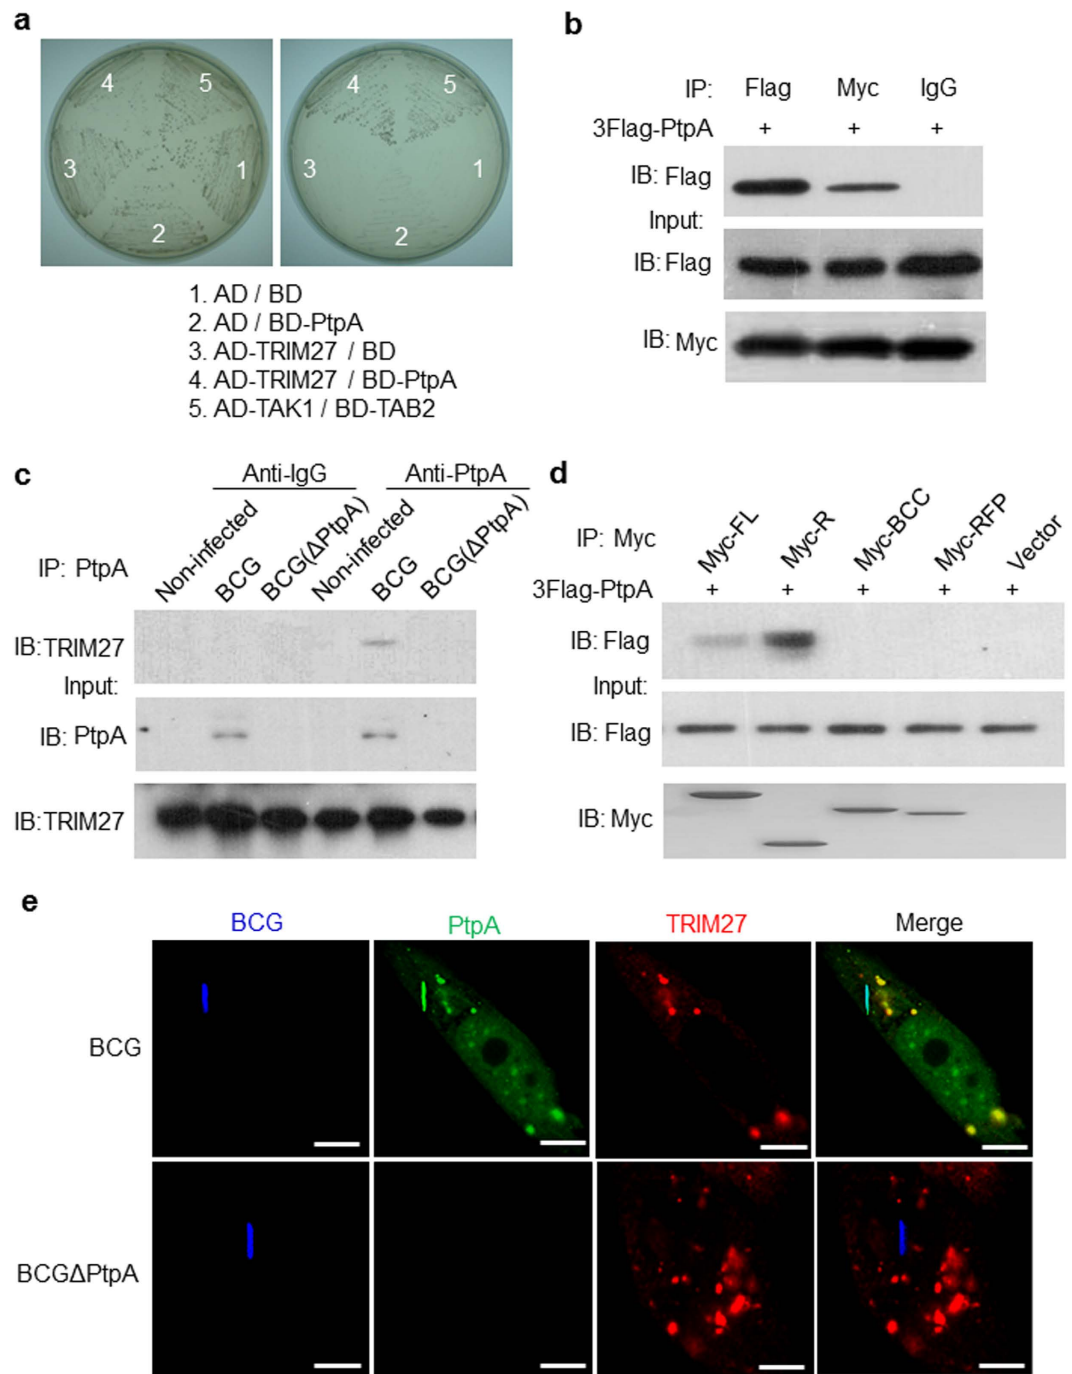 a
4 5
3 1
2
4 5
3 1
2
1. AD / BD
2. AD / BD-PtpA
3. AD-TRIM27 / BD
4. AD-TRIM27 / BD-PtpA
5. AD-TAK1 / BD-TAB2
b
IP: Flag Myc IgG
3Flag-PtpA + + +
IB: Flag
Input:
IB: Flag
IB: Myc
c
Anti-IgG Anti-PtpA
IP: PtpA Non-infected BCG BCG(ΔPtpA) Non-infected BCG BCG(ΔPtpA)
IB:TRIM27
Input:
IB: PtpA
IB:TRIM27
d
IP: Myc Myc-FL Myc-R Myc-BCC Myc-RFP Vector
3Flag-PtpA + + + + +
IB: Flag
Input:
IB: Flag
IB: Myc
e
BCG PtpA TRIM27 Merge
BCG
BCGΔPtpA